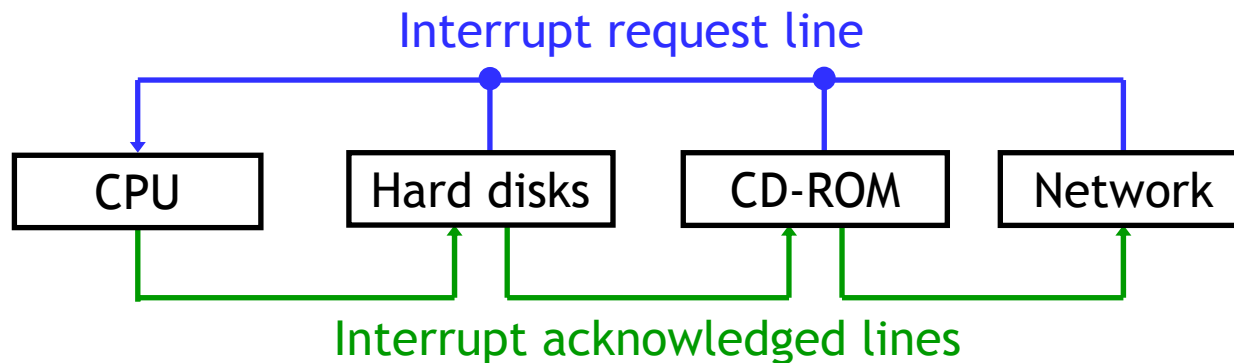 Interrupt request line
CPU
Hard disks
CD-ROM
Network
Interrupt acknowledged lines